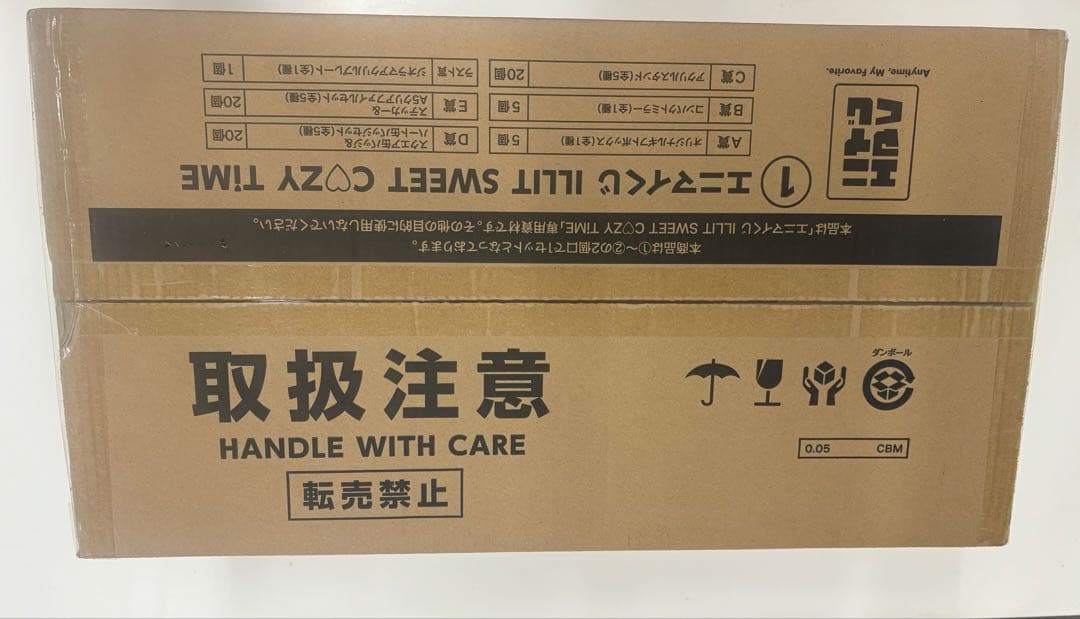 エニマイくじ
Anytime, My Favorite.
① エニマイくじ ILLIT SWEET C♡ZY TiME
A賞 オリジナルギフトボックス(全1種) 5個
B賞 コンパクトミラー(全5種) 5個
C賞 アクリルスタンド(全5種) 20個
D賞 スクエア缶バッジ&
ハート缶バッジセット(全5種) 20個
E賞 ステッカー&
A5クリアファイルセット(全5種) 20個
ラスト賞 ジオラマアクリルプレート(全1種) 1個
本商品は①〜②の2個口で1セットとなっております。
本品は「エニマイくじ ILLIT SWEET C♡ZY TiME」専用資材です。その他の目的に使用しないでください。
取扱注意
HANDLE WITH CARE
転売禁止
ダンボール
0.05 CBM